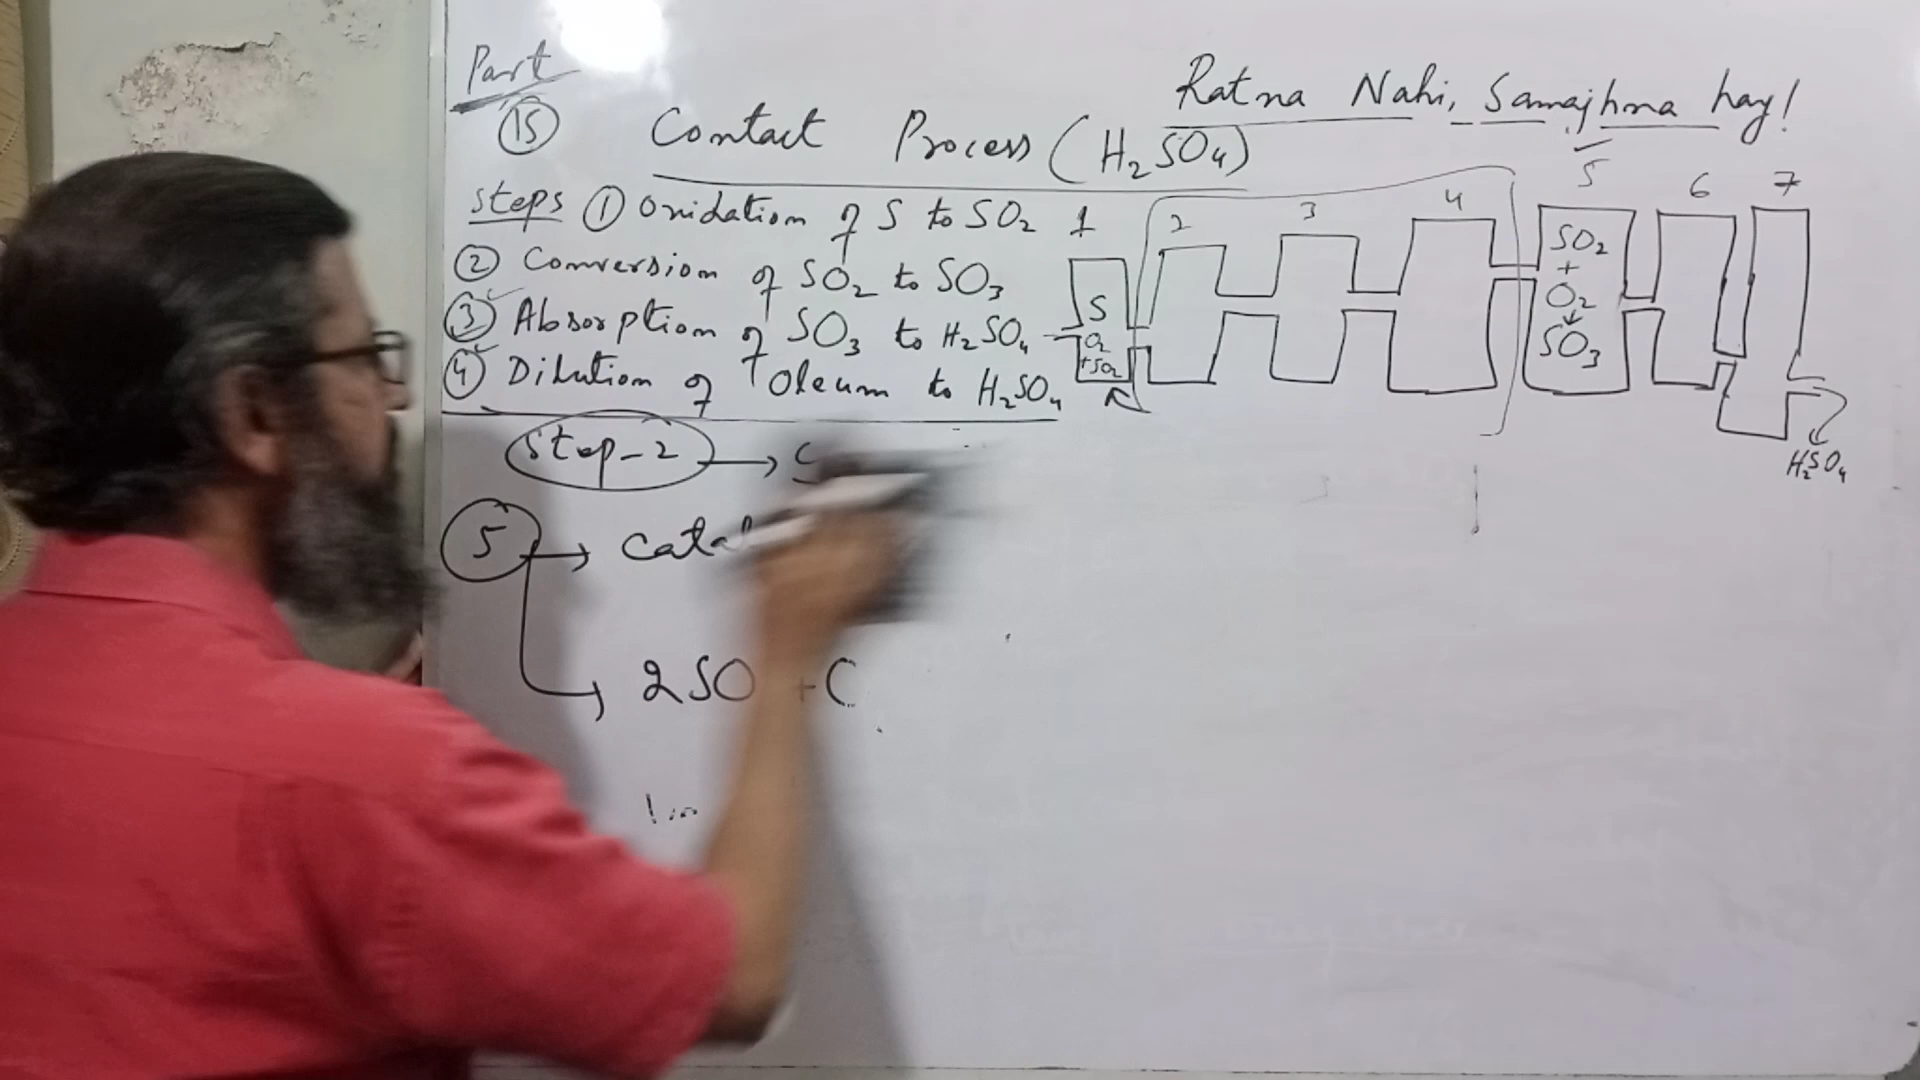 Part
15
Ratna Nahi, Samajhna hay!
Contact Process (H₂SO₄)
Steps ① Oxidation of S to SO₂
② Conversion of SO₂ to SO₃
③ Absorption of SO₃ to H₂SO₄
④ Dilution of Oleum to H₂SO₄
1 2 3 4 5 6 7
S
O₂
+SO₂
SO₂
+
O₂
↓
SO₃
H₂SO₄
Step-2 →
5 →
→ 2SO +